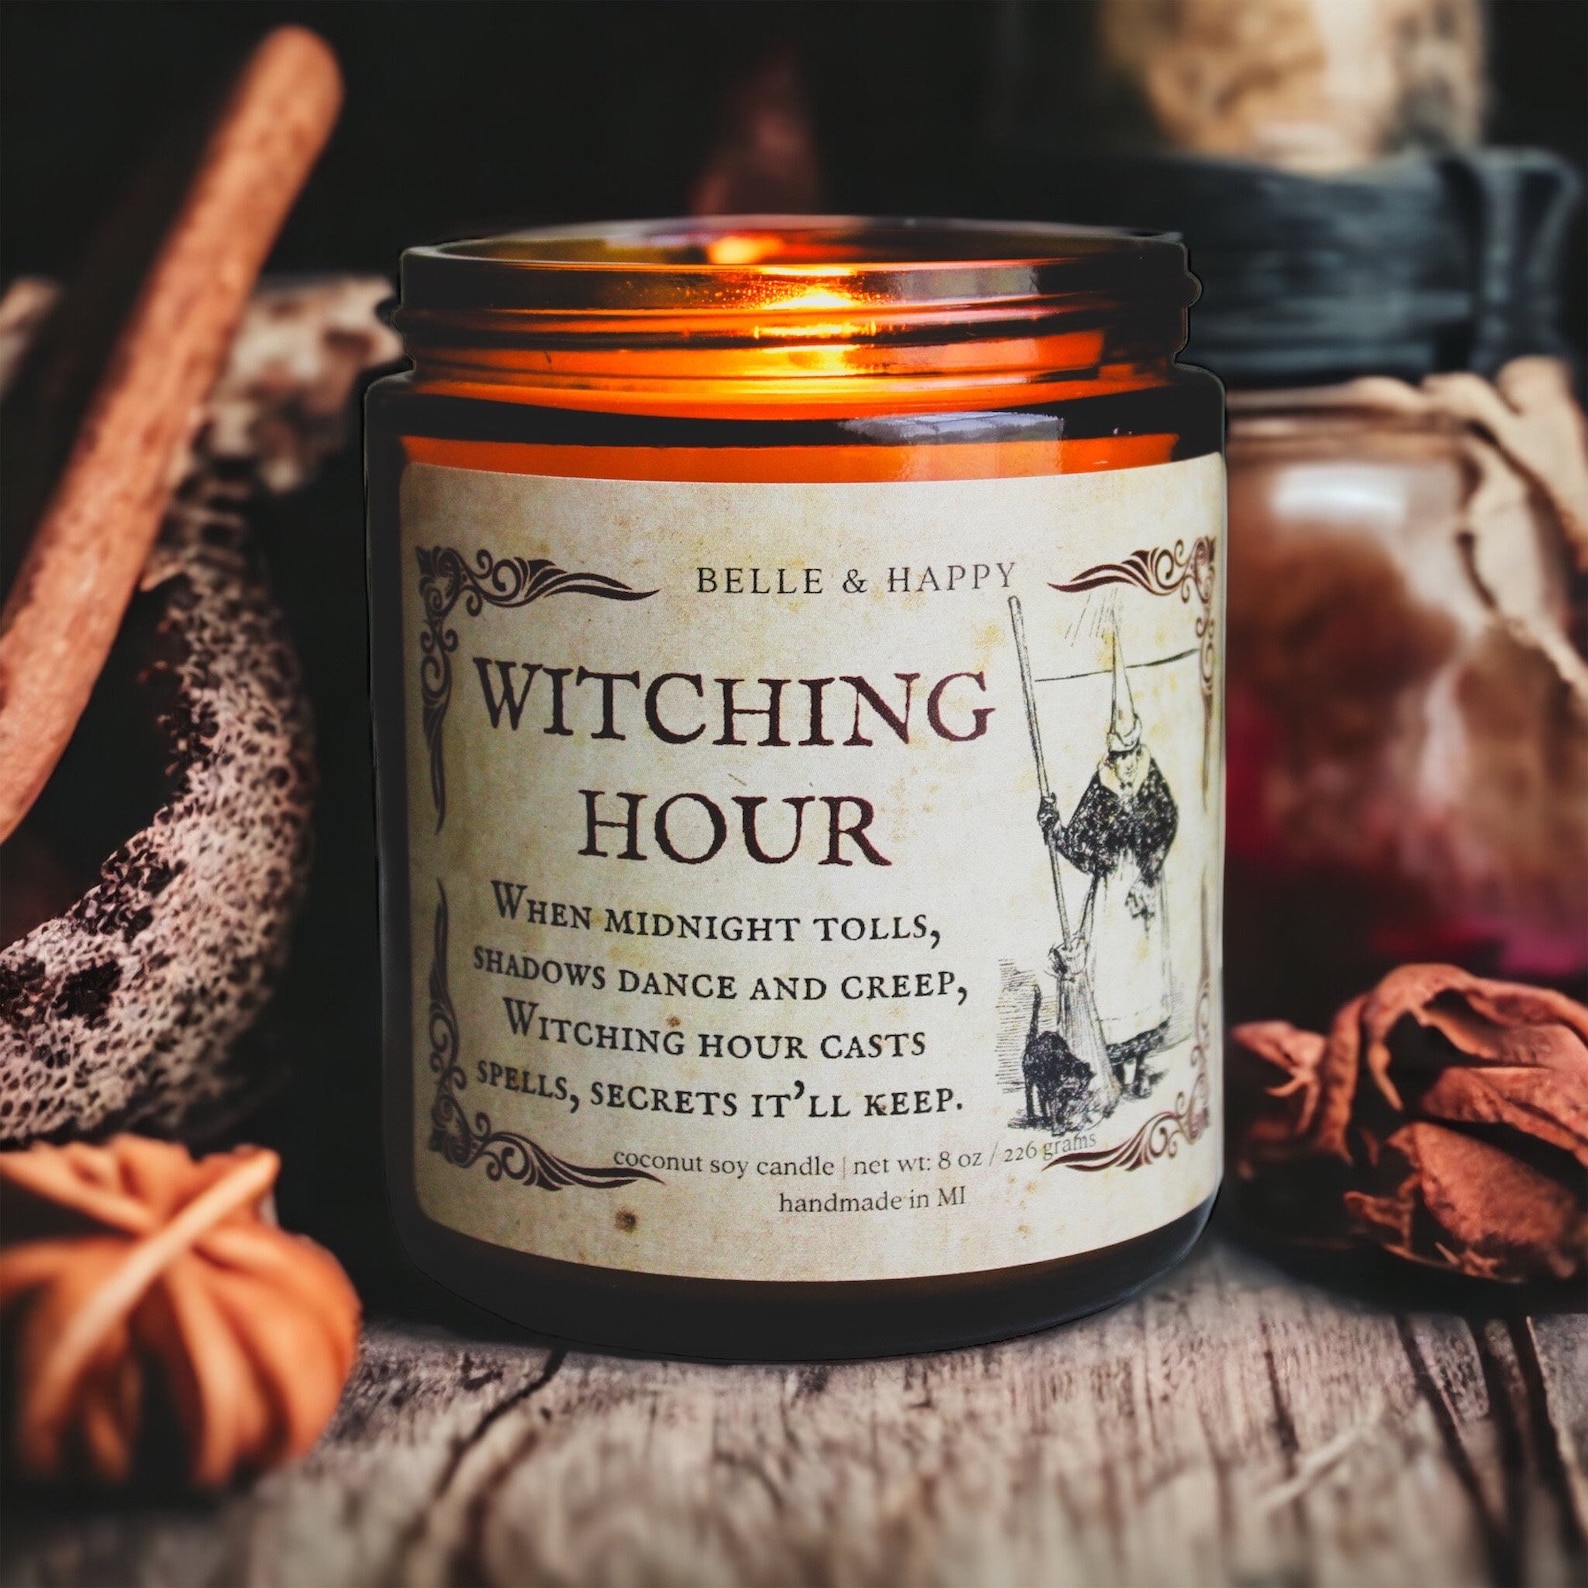 BELLE & HAPPY
WITCHING
HOUR
WHEN MIDNIGHT TOLLS,
SHADOWS DANCE AND CREEP,
WITCHING HOUR CASTS
SPELLS, SECRETS IT'LL KEEP.
coconut soy candle | net wt: 8 oz / 226 grams
handmade in MI